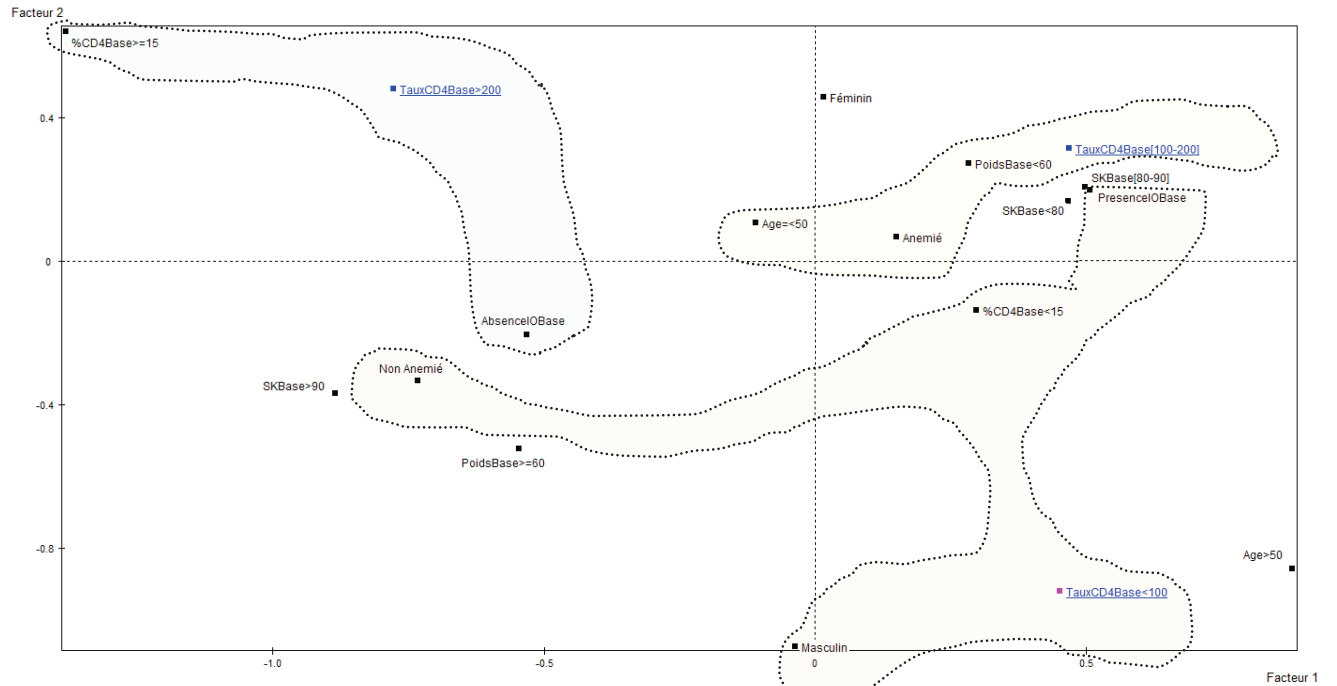 Facteur 2
%CD4Base>=15
TauxCD4Base>200
Féminin
0.4
TauxCD4Base[100-200]
PoidsBase<60
SKBase[80-90]
PresenceIOBase
SKBase<80
Age=<50
Anemié
0
%CD4Base<15
AbsenceIOBase
Non Anemié
SKBase>90
-0.4
PoidsBase>=60
-0.8
Age>50
TauxCD4Base<100
Masculin
-1.0
-0.5
0
0.5
Facteur 1